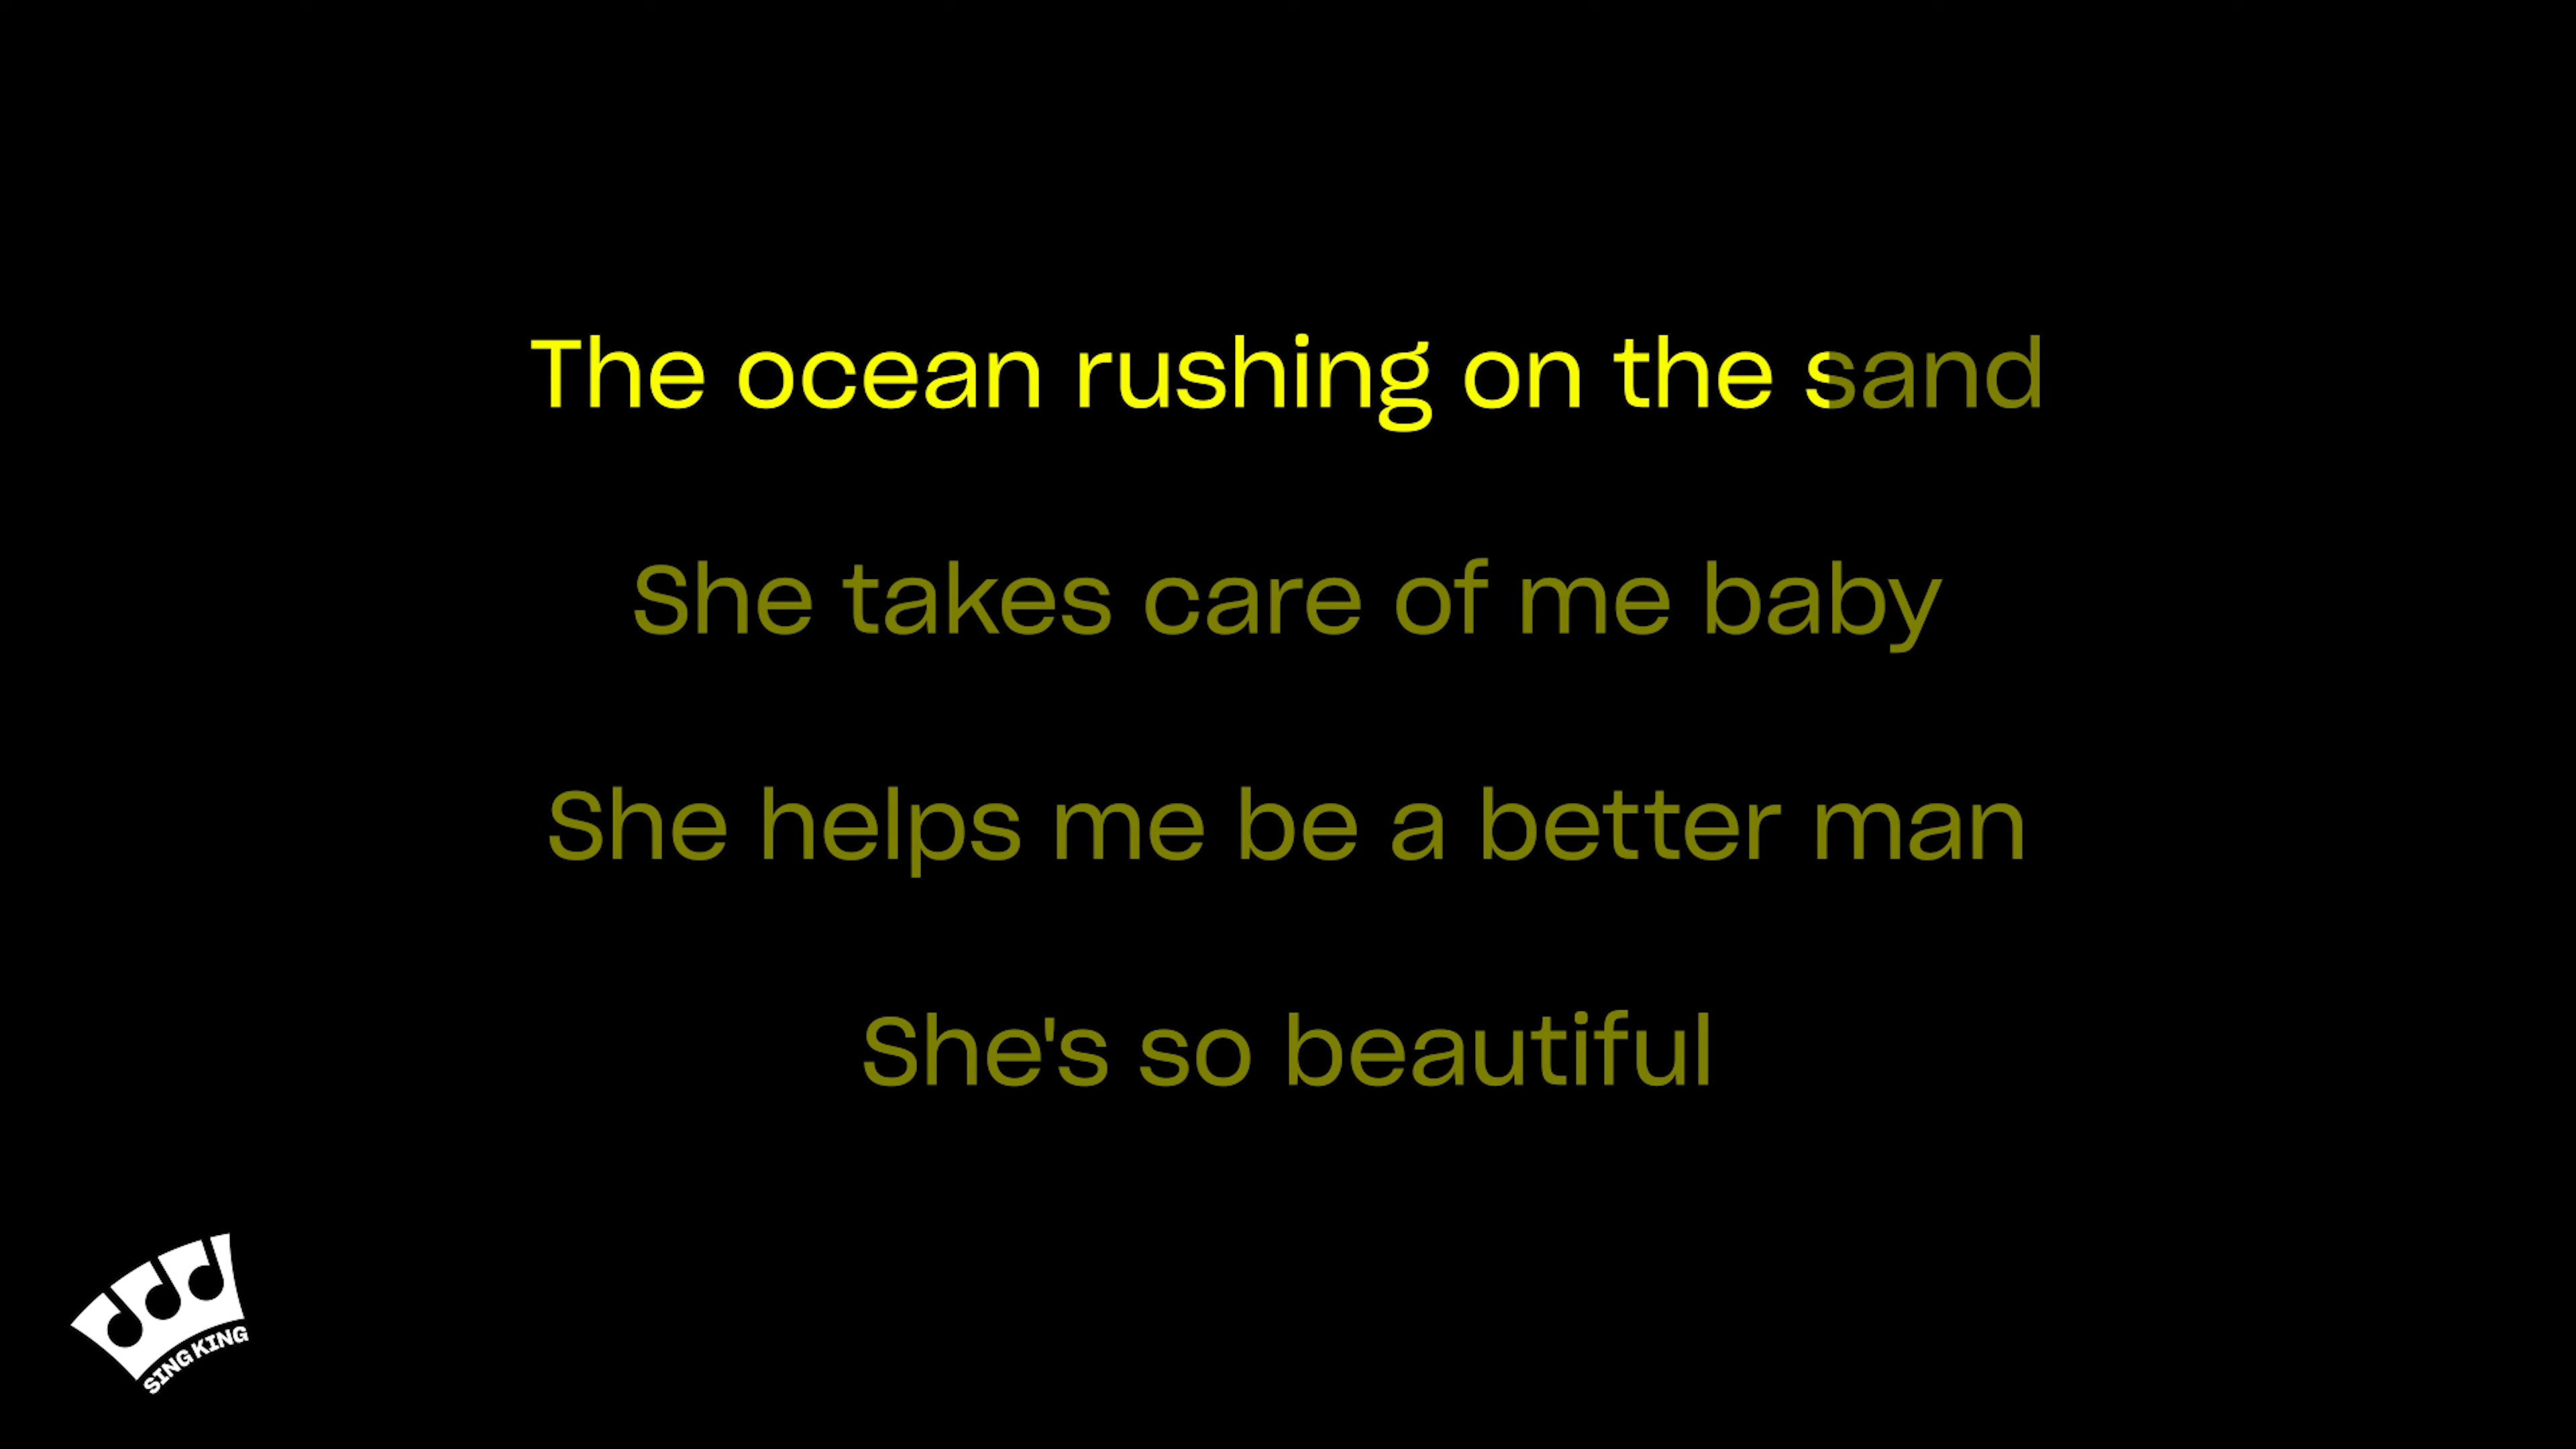 The ocean rushing on the sand
She takes care of me baby
She helps me be a better man
She's so beautiful
SING KING